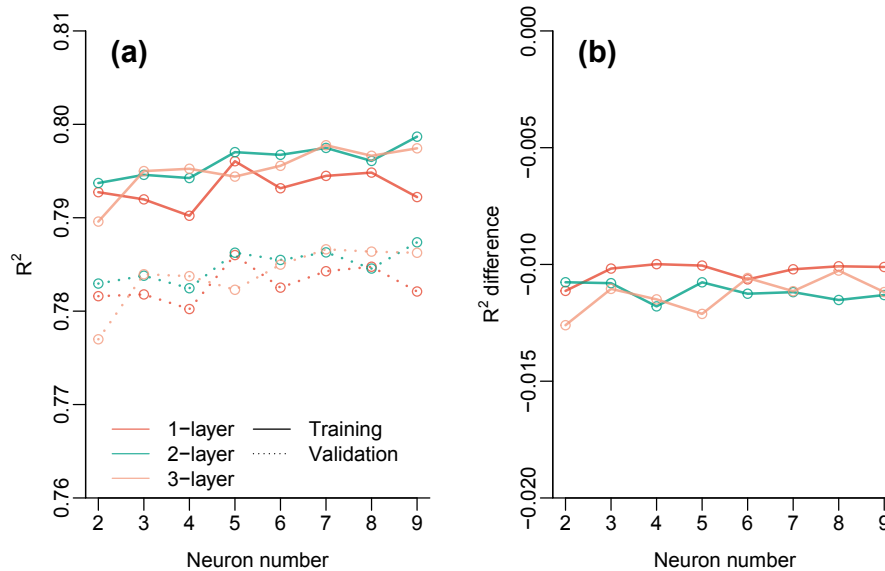 (a)
R²
0.81
0.80
0.79
0.78
0.77
0.76
1−layer
2−layer
3−layer
Training
Validation
2 3 4 5 6 7 8 9
Neuron number
(b)
R² difference
0.000
−0.005
−0.010
−0.015
−0.020
2 3 4 5 6 7 8 9
Neuron number